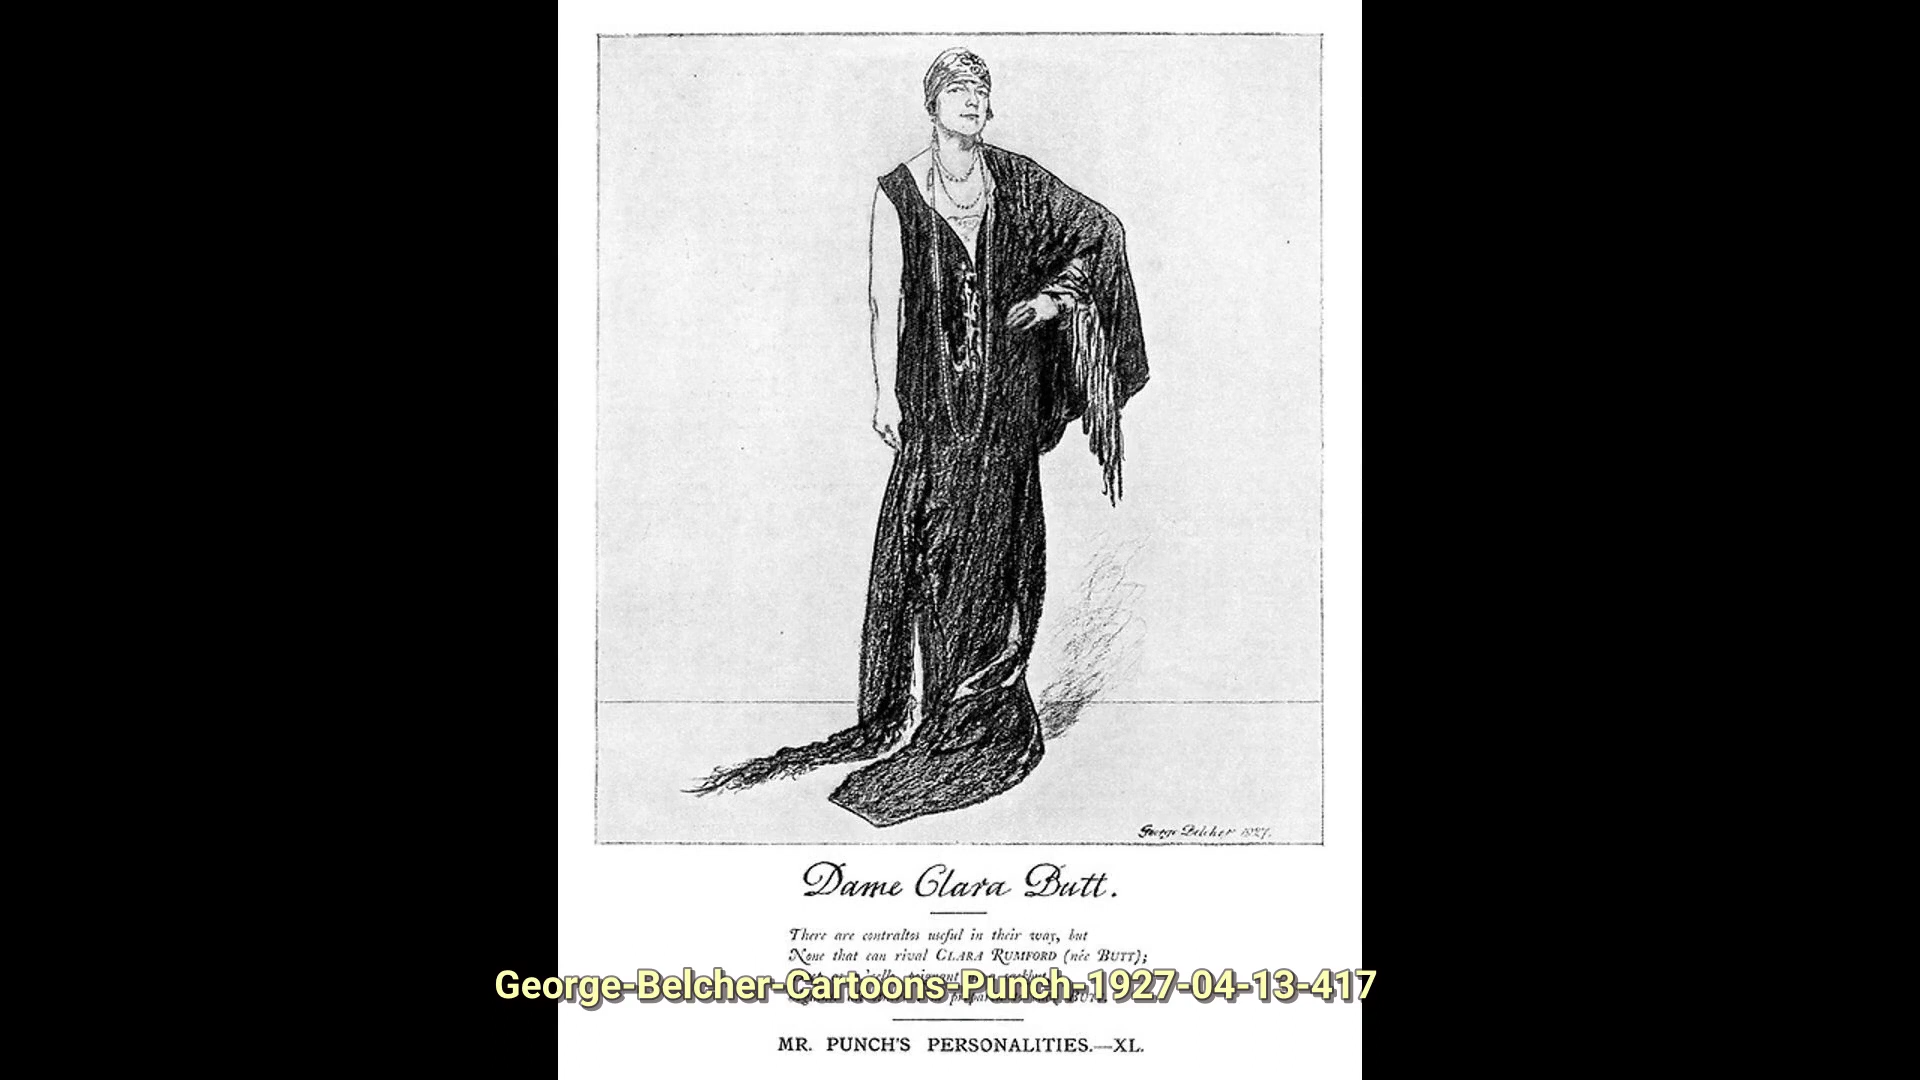 George Belcher 1927.
Dame Clara Butt.
There are contraltos useful in their way, but
None that can rival CLARA RUMFORD (née BUTT);
George-Belcher-Cartoons-Punch-1927-04-13-417
MR. PUNCH'S PERSONALITIES.—XL.